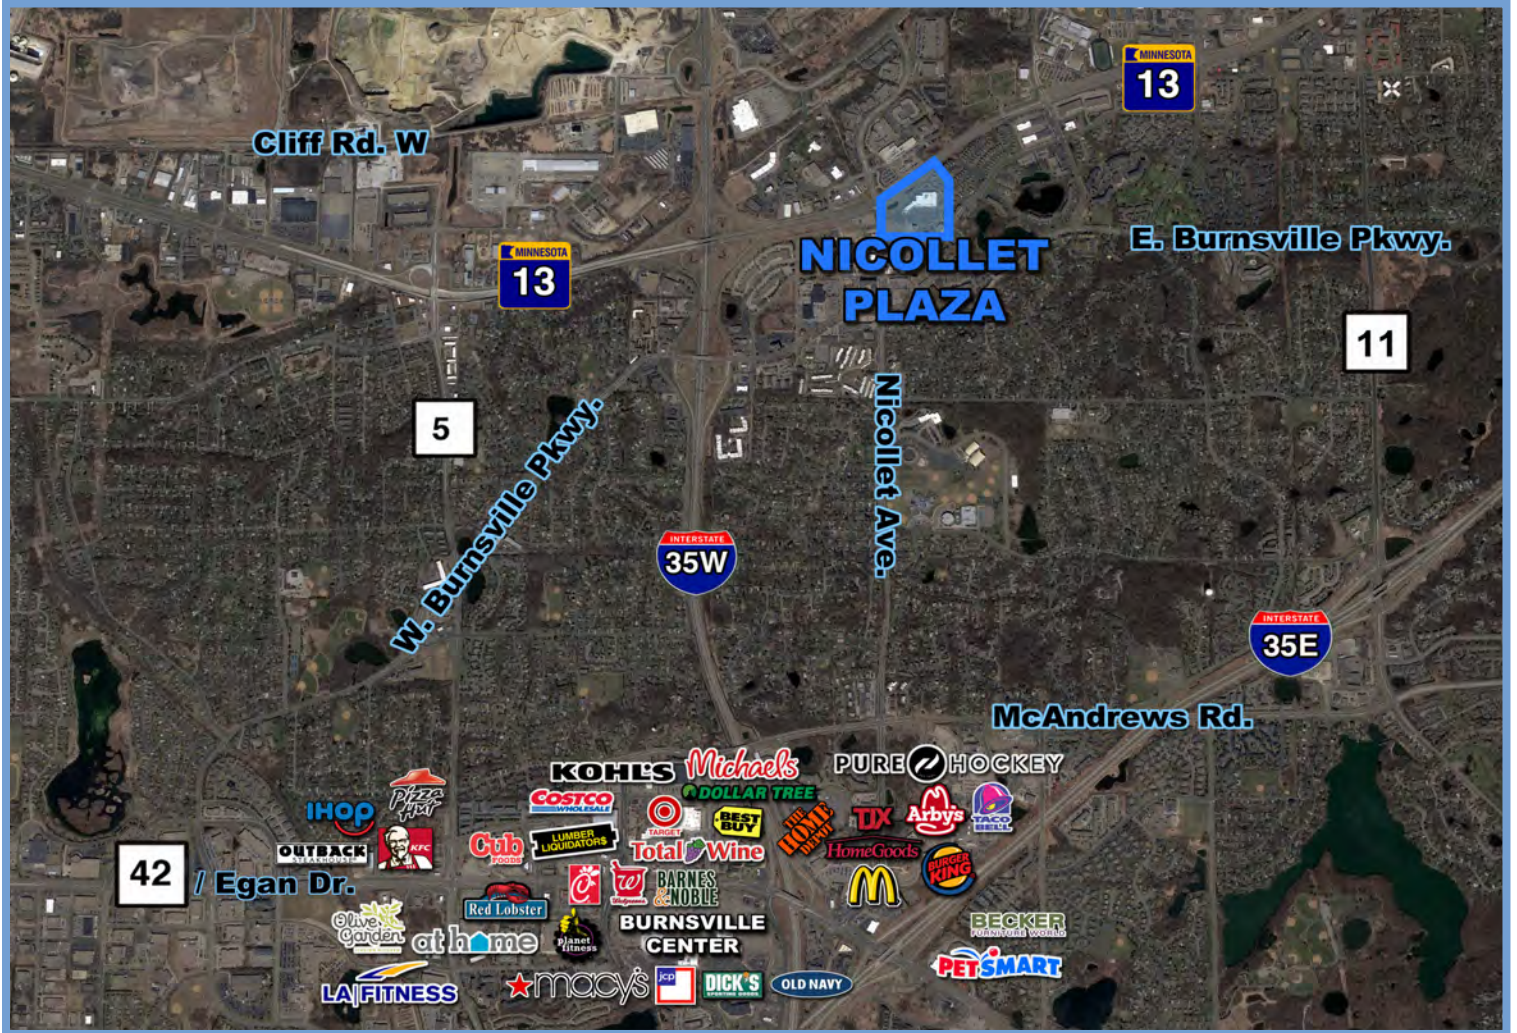 MINNESOTA
13
Cliff Rd. W
E. Burnsville Pkwy.
MINNESOTA
13
NICOLLET
PLAZA
11
5
W. Burnsville Pkwy.
Nicollet Ave.
INTERSTATE
35W
INTERSTATE
35E
McAndrews Rd.
KOHL'S
Michaels
PURE HOCKEY
DOLLAR TREE
Pizza
Hut
IHOP
COSTCO
WHOLESALE
TARGET
BEST
BUY
THE
HOME
DEPOT
TJX
Arby's
TACO
BELL
OUTBACK
STEAKHOUSE
KFC
Cub
FOODS
LUMBER
LIQUIDATORS
Total Wine
HomeGoods
BURGER
KING
42
/ Egan Dr.
Red Lobster
Walgreens
BARNES
&NOBLE
Olive
Garden
at home
planet
fitness
BURNSVILLE
CENTER
BECKER
FURNITURE WORLD
PETSMART
LA|FITNESS
macy's
jcp
DICK'S
SPORTING GOODS
OLD NAVY